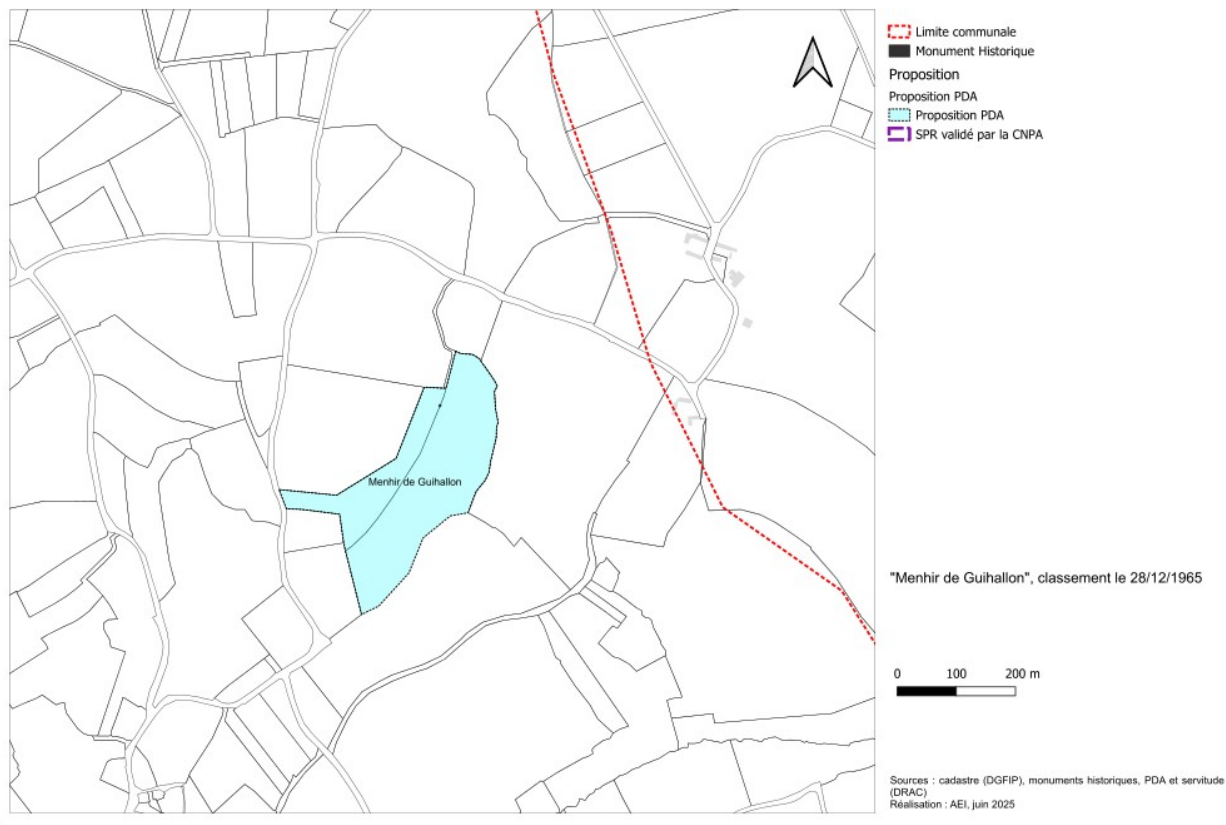 Limite communale
Monument Historique
Proposition
Proposition PDA
Proposition PDA
SPR validé par la CNPA
Menhir de Guihallon
"Menhir de Guihallon", classement le 28/12/1965
0 100 200 m
Sources : cadastre (DGFIP), monuments historiques, PDA et servitude
(DRAC)
Réalisation : AEI, juin 2025